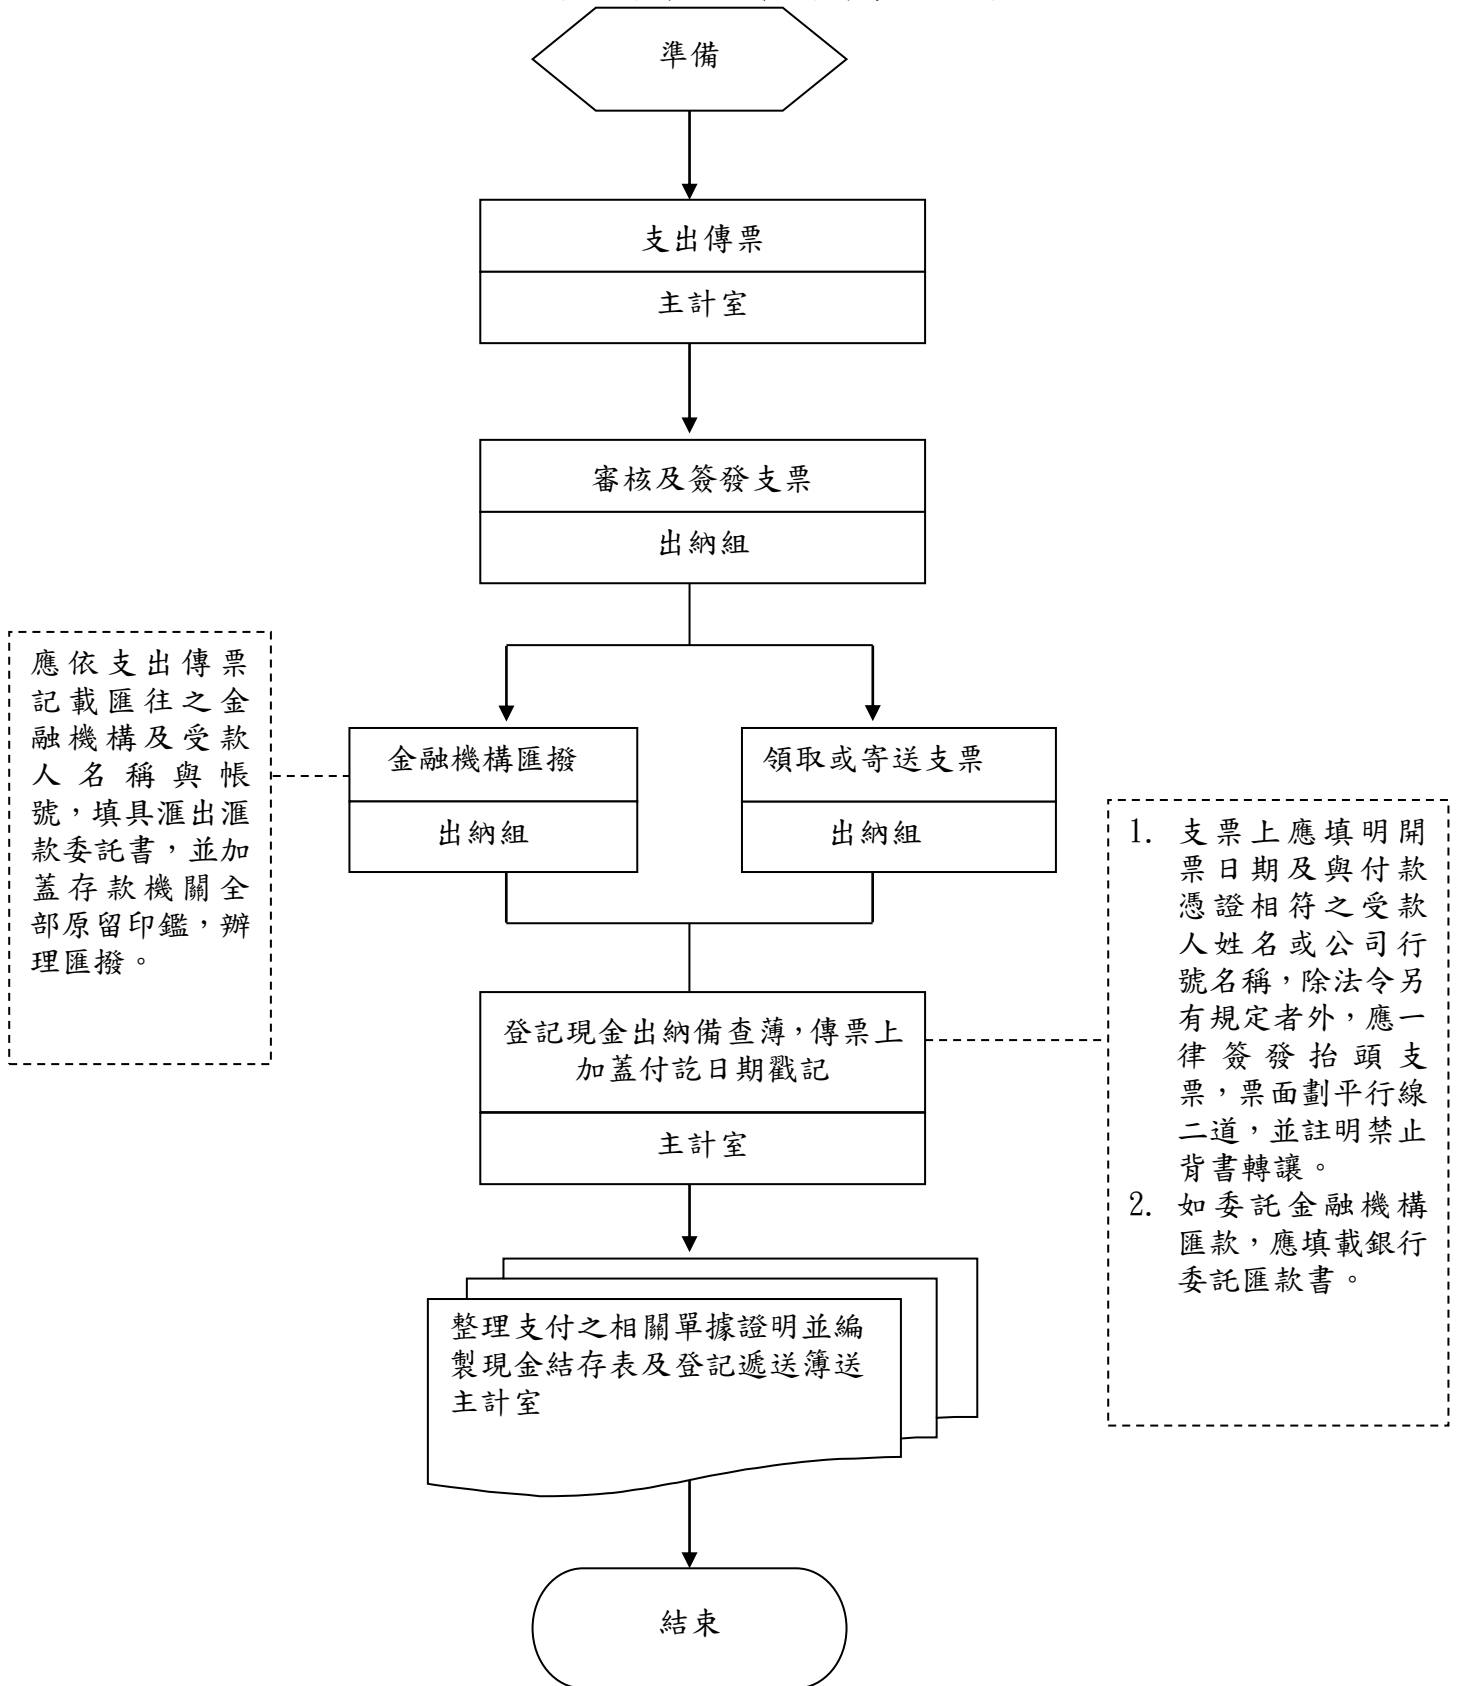 準備
支出傳票
主計室
審核及簽發支票
出納組
應依支出傳票
記載匯往之金
融機構及受款
人名稱與帳
號，填具滙出滙
款委託書，並加
蓋存款機關全
部原留印鑑，辦
理匯撥。
金融機構匯撥
出納組
領取或寄送支票
出納組
1. 支票上應填明開
票日期及與付款
憑證相符之受款
人姓名或公司行
號名稱，除法令另
有規定者外，應一
律簽發抬頭支
票，票面劃平行線
二道，並註明禁止
背書轉讓。
2. 如委託金融機構
匯款，應填載銀行
委託匯款書。
登記現金出納備查薄，傳票上
加蓋付訖日期戳記
主計室
整理支付之相關單據證明並編
製現金結存表及登記遞送簿送
主計室
結束